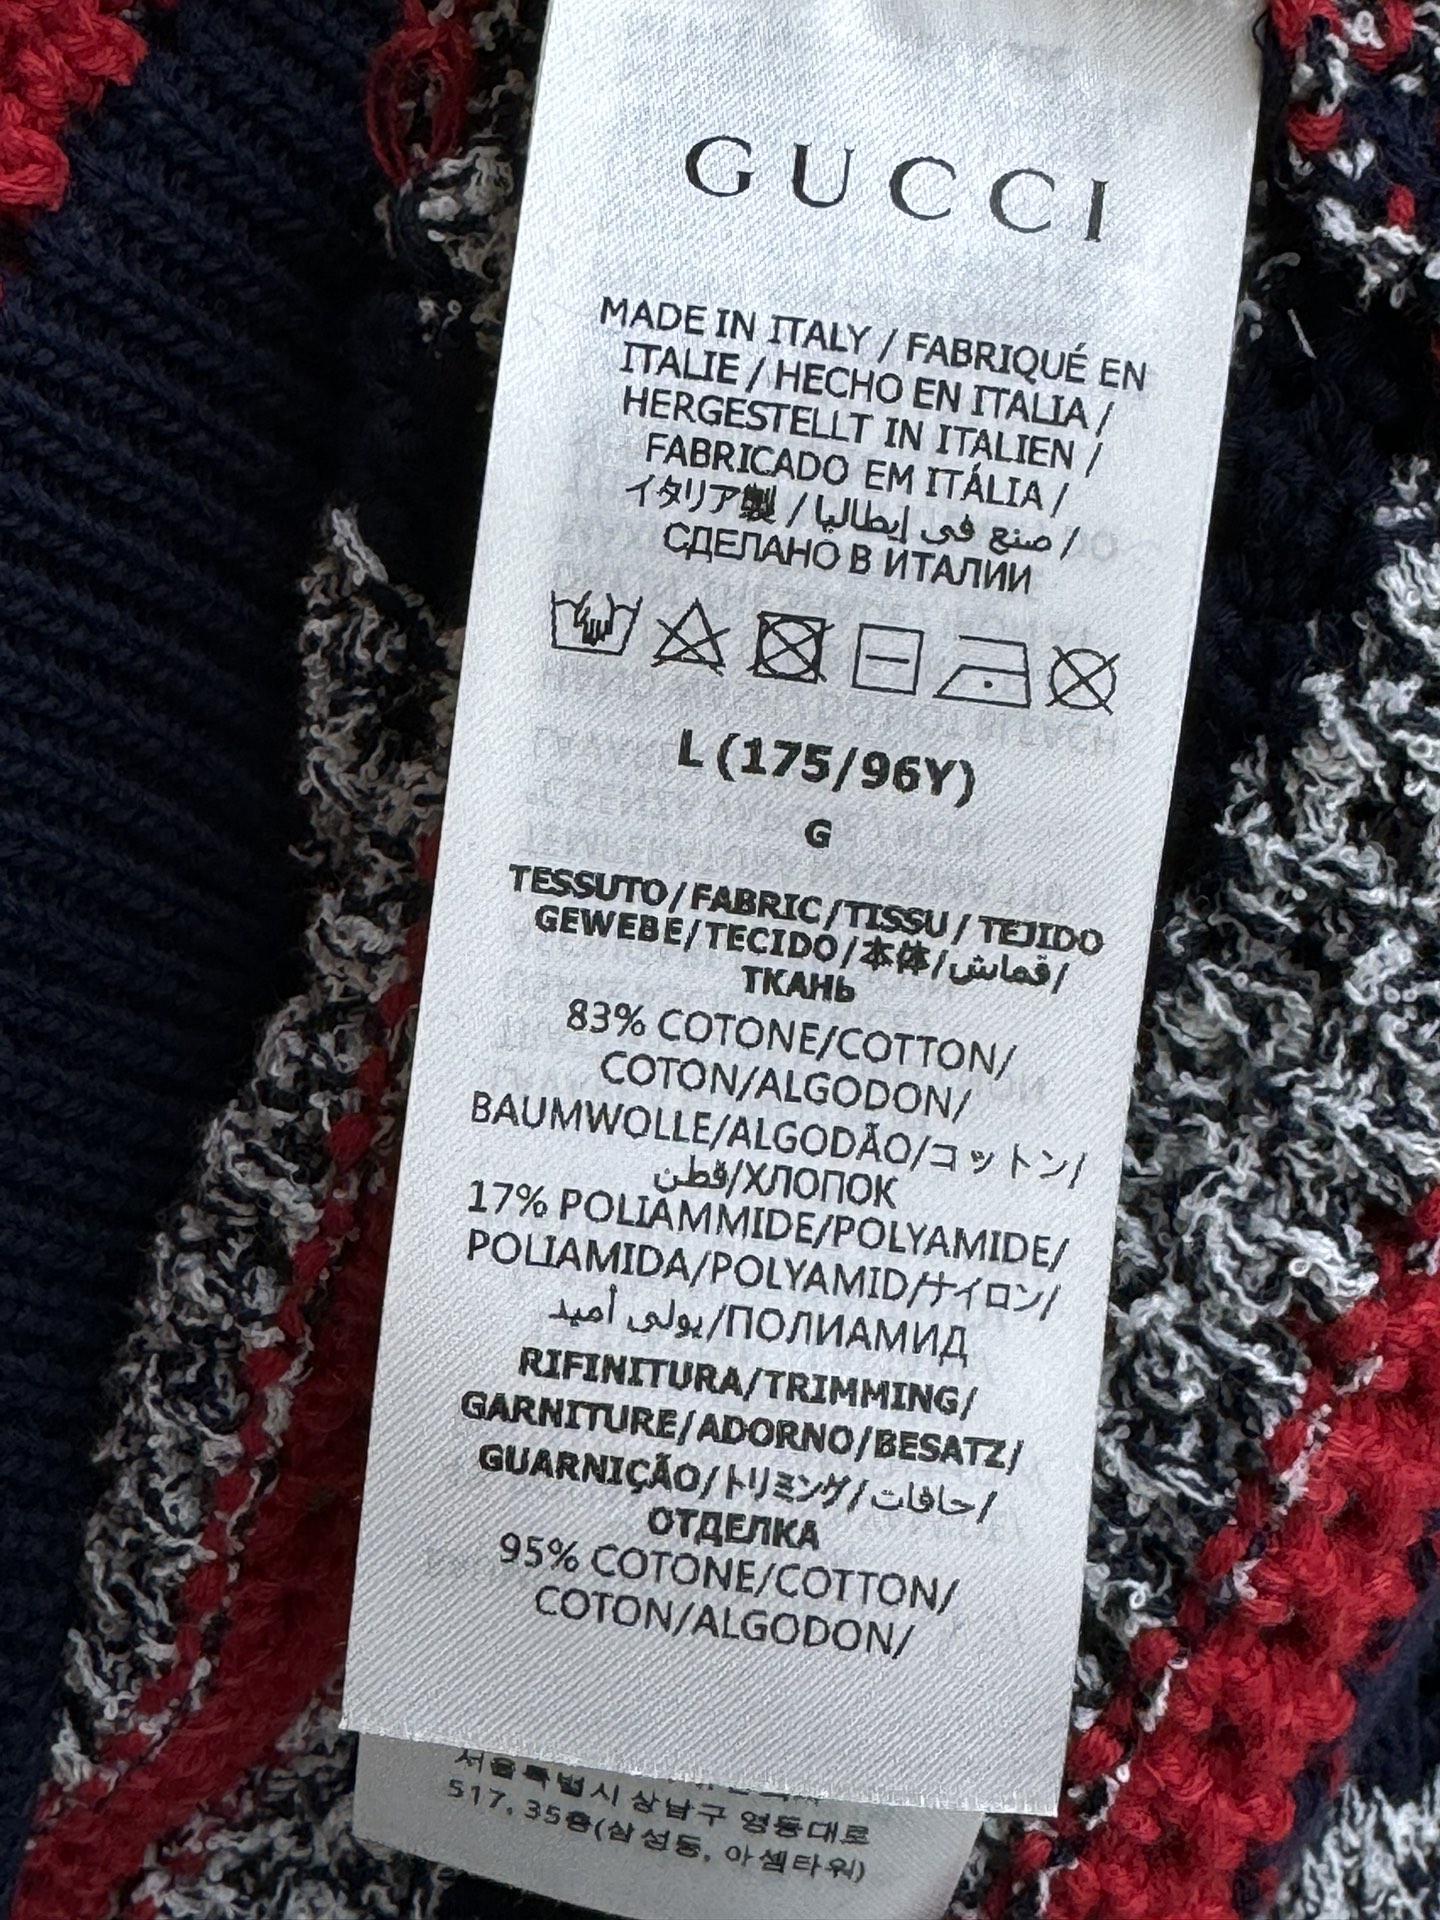 GUCCI
MADE IN ITALY / FABRIQUÉ EN
ITALIE / HECHO EN ITALIA /
HERGESTELLT IN ITALIEN /
FABRICADO EM ITÁLIA /
イタリア製 / صنع في إيطاليا /
СДЕЛАНО В ИТАЛИИ
L (175/96Y)
G
TESSUTO/FABRIC/TISSU/TEJIDO
GEWEBE/TECIDO/本体/قماش/
ТКАНЬ
83% COTONE/COTTON/
COTON/ALGODON/
BAUMWOLLE/ALGODÃO/コットン/
قطن/ХЛОПОК
17% POLIAMMIDE/POLYAMIDE/
POLIAMIDA/POLYAMID/ナイロン/
بولي أميد/ПОЛИАМИД
RIFINITURA/TRIMMING/
GARNITURE/ADORNO/BESATZ/
GUARNIÇÃO/トリミング/حافات/
ОТДЕЛКА
95% COTONE/COTTON/
COTON/ALGODON/
서울특별시 강남구 영동대로
517, 35층(삼성동, 아셈타워)